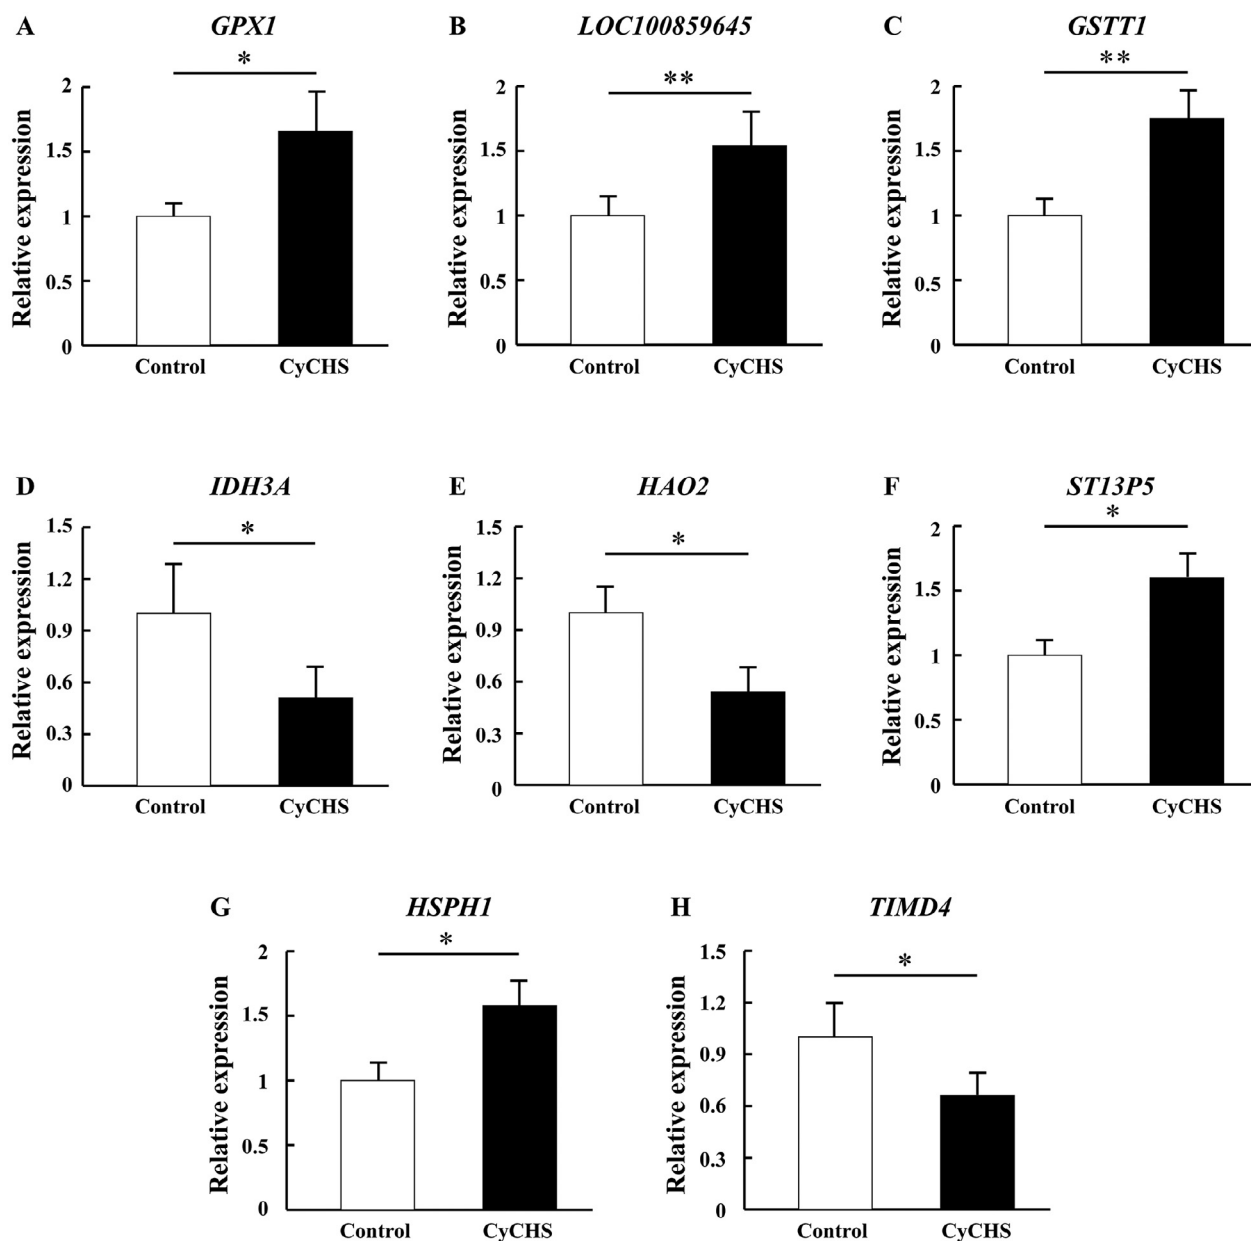 A GPX1
*
Relative expression
2
1.5
1
0.5
0
Control CyCHS
B LOC100859645
**
Relative expression
2
1.5
1
0.5
0
Control CyCHS
C GSTT1
**
Relative expression
2
1.5
1
0.5
0
Control CyCHS
D IDH3A
*
Relative expression
1.5
1.2
0.9
0.6
0.3
0
Control CyCHS
E HAO2
*
Relative expression
1.5
1.2
0.9
0.6
0.3
0
Control CyCHS
F ST13P5
*
Relative expression
2
1.5
1
0.5
0
Control CyCHS
G HSPH1
*
Relative expression
2
1.5
1
0.5
0
Control CyCHS
H TIMD4
*
Relative expression
1.5
1.2
0.9
0.6
0.3
0
Control CyCHS